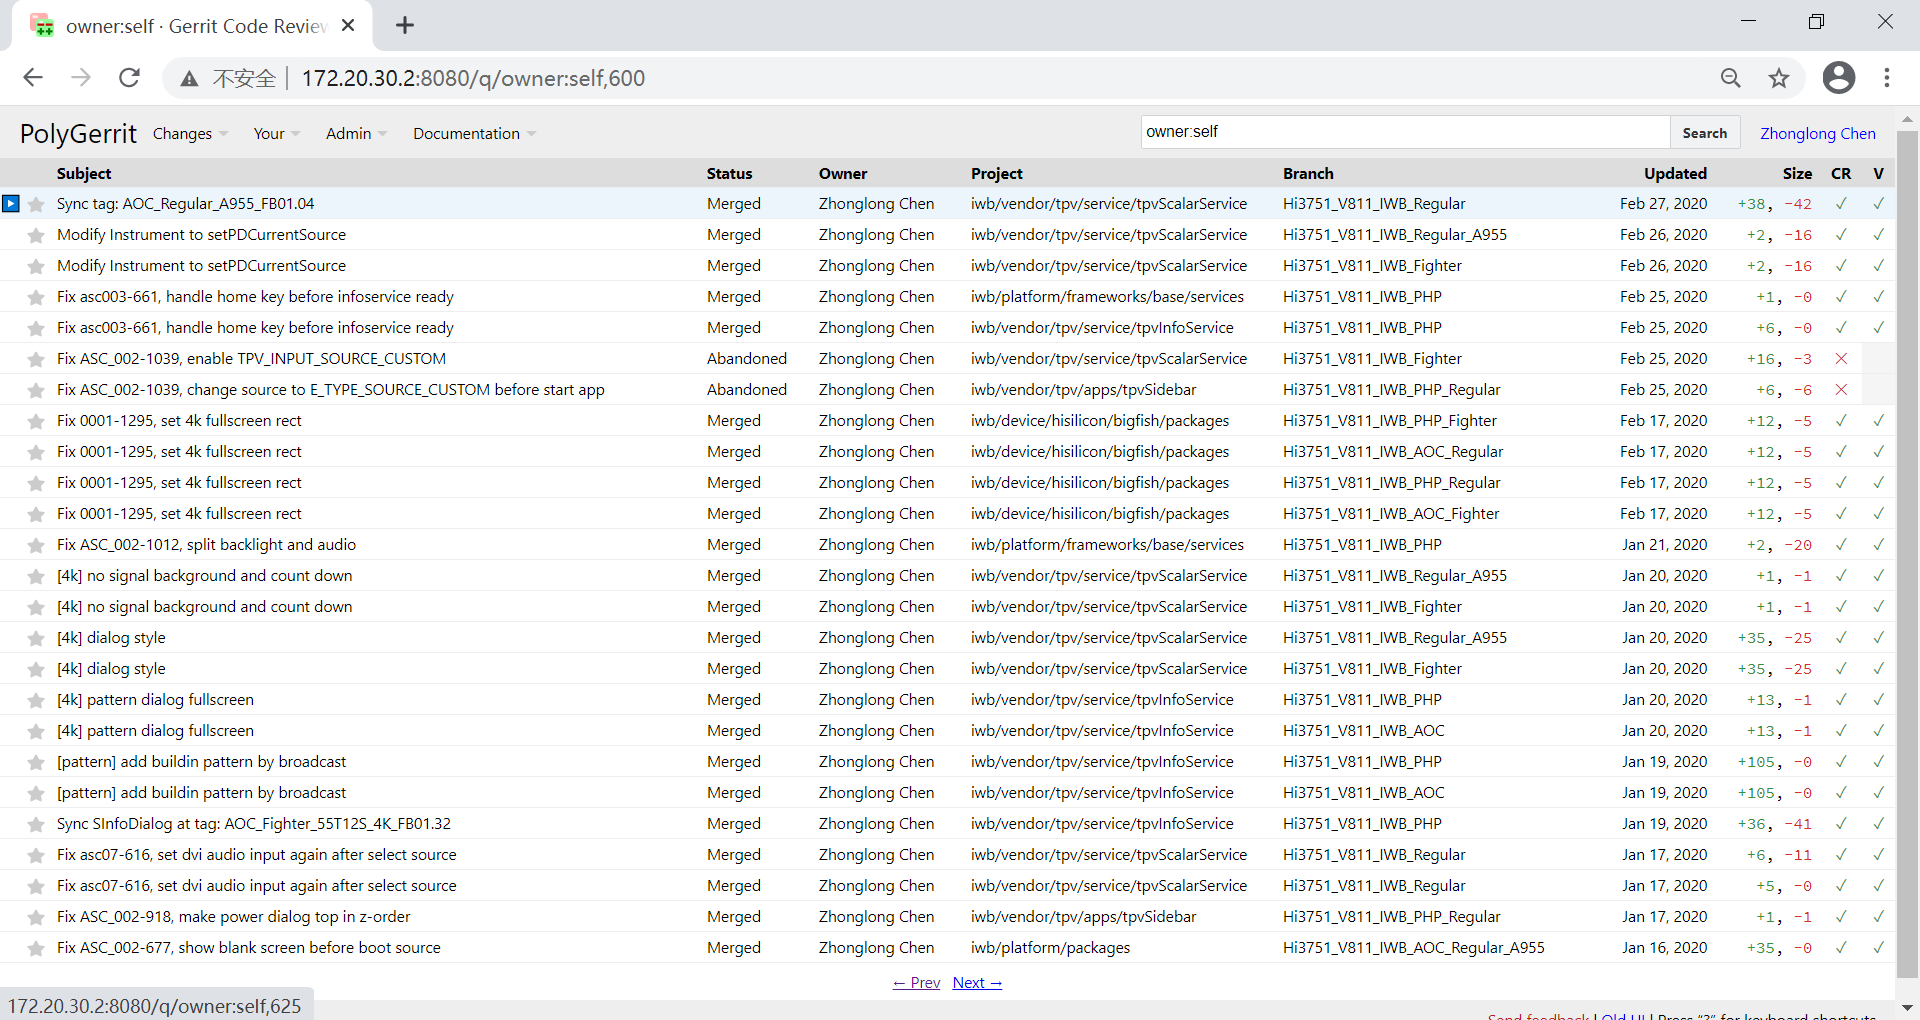 owner:self · Gerrit Code Review
不安全 172.20.30.2:8080/q/owner:self,600
PolyGerrit Changes Your Admin Documentation owner:self Search Zhonglong Chen
Subject Status Owner Project Branch Updated Size CR V
Sync tag: AOC_Regular_A955_FB01.04 Merged Zhonglong Chen iwb/vendor/tpv/service/tpvScalarService Hi3751_V811_IWB_Regular Feb 27, 2020 +38, -42 ✓ ✓
Modify Instrument to setPDCurrentSource Merged Zhonglong Chen iwb/vendor/tpv/service/tpvScalarService Hi3751_V811_IWB_Regular_A955 Feb 26, 2020 +2, -16 ✓ ✓
Modify Instrument to setPDCurrentSource Merged Zhonglong Chen iwb/vendor/tpv/service/tpvScalarService Hi3751_V811_IWB_Fighter Feb 26, 2020 +2, -16 ✓ ✓
Fix asc003-661, handle home key before infoservice ready Merged Zhonglong Chen iwb/platform/frameworks/base/services Hi3751_V811_IWB_PHP Feb 25, 2020 +1, -0 ✓ ✓
Fix asc003-661, handle home key before infoservice ready Merged Zhonglong Chen iwb/vendor/tpv/service/tpvInfoService Hi3751_V811_IWB_PHP Feb 25, 2020 +6, -0 ✓ ✓
Fix ASC_002-1039, enable TPV_INPUT_SOURCE_CUSTOM Abandoned Zhonglong Chen iwb/vendor/tpv/service/tpvScalarService Hi3751_V811_IWB_Fighter Feb 25, 2020 +16, -3 ✕
Fix ASC_002-1039, change source to E_TYPE_SOURCE_CUSTOM before start app Abandoned Zhonglong Chen iwb/vendor/tpv/apps/tpvSidebar Hi3751_V811_IWB_PHP_Regular Feb 25, 2020 +6, -6 ✕
Fix 0001-1295, set 4k fullscreen rect Merged Zhonglong Chen iwb/device/hisilicon/bigfish/packages Hi3751_V811_IWB_PHP_Fighter Feb 17, 2020 +12, -5 ✓ ✓
Fix 0001-1295, set 4k fullscreen rect Merged Zhonglong Chen iwb/device/hisilicon/bigfish/packages Hi3751_V811_IWB_AOC_Regular Feb 17, 2020 +12, -5 ✓ ✓
Fix 0001-1295, set 4k fullscreen rect Merged Zhonglong Chen iwb/device/hisilicon/bigfish/packages Hi3751_V811_IWB_PHP_Regular Feb 17, 2020 +12, -5 ✓ ✓
Fix 0001-1295, set 4k fullscreen rect Merged Zhonglong Chen iwb/device/hisilicon/bigfish/packages Hi3751_V811_IWB_AOC_Fighter Feb 17, 2020 +12, -5 ✓ ✓
Fix ASC_002-1012, split backlight and audio Merged Zhonglong Chen iwb/platform/frameworks/base/services Hi3751_V811_IWB_PHP Jan 21, 2020 +2, -20 ✓ ✓
[4k] no signal background and count down Merged Zhonglong Chen iwb/vendor/tpv/service/tpvScalarService Hi3751_V811_IWB_Regular_A955 Jan 20, 2020 +1, -1 ✓ ✓
[4k] no signal background and count down Merged Zhonglong Chen iwb/vendor/tpv/service/tpvScalarService Hi3751_V811_IWB_Fighter Jan 20, 2020 +1, -1 ✓ ✓
[4k] dialog style Merged Zhonglong Chen iwb/vendor/tpv/service/tpvScalarService Hi3751_V811_IWB_Regular_A955 Jan 20, 2020 +35, -25 ✓ ✓
[4k] dialog style Merged Zhonglong Chen iwb/vendor/tpv/service/tpvScalarService Hi3751_V811_IWB_Fighter Jan 20, 2020 +35, -25 ✓ ✓
[4k] pattern dialog fullscreen Merged Zhonglong Chen iwb/vendor/tpv/service/tpvInfoService Hi3751_V811_IWB_PHP Jan 20, 2020 +13, -1 ✓ ✓
[4k] pattern dialog fullscreen Merged Zhonglong Chen iwb/vendor/tpv/service/tpvInfoService Hi3751_V811_IWB_AOC Jan 20, 2020 +13, -1 ✓ ✓
[pattern] add buildin pattern by broadcast Merged Zhonglong Chen iwb/vendor/tpv/service/tpvInfoService Hi3751_V811_IWB_PHP Jan 19, 2020 +105, -0 ✓ ✓
[pattern] add buildin pattern by broadcast Merged Zhonglong Chen iwb/vendor/tpv/service/tpvInfoService Hi3751_V811_IWB_AOC Jan 19, 2020 +105, -0 ✓ ✓
Sync SInfoDialog at tag: AOC_Fighter_55T12S_4K_FB01.32 Merged Zhonglong Chen iwb/vendor/tpv/service/tpvInfoService Hi3751_V811_IWB_PHP Jan 19, 2020 +36, -41 ✓ ✓
Fix asc07-616, set dvi audio input again after select source Merged Zhonglong Chen iwb/vendor/tpv/service/tpvScalarService Hi3751_V811_IWB_Regular Jan 17, 2020 +6, -11 ✓ ✓
Fix asc07-616, set dvi audio input again after select source Merged Zhonglong Chen iwb/vendor/tpv/service/tpvScalarService Hi3751_V811_IWB_Regular Jan 17, 2020 +5, -0 ✓ ✓
Fix ASC_002-918, make power dialog top in z-order Merged Zhonglong Chen iwb/vendor/tpv/apps/tpvSidebar Hi3751_V811_IWB_PHP_Regular Jan 17, 2020 +1, -1 ✓ ✓
Fix ASC_002-677, show blank screen before boot source Merged Zhonglong Chen iwb/platform/packages Hi3751_V811_IWB_AOC_Regular_A955 Jan 16, 2020 +35, -0 ✓ ✓
← Prev Next →
172.20.30.2:8080/q/owner:self,625
Send feedback | Old UI | Press “?” for keyboard shortcuts